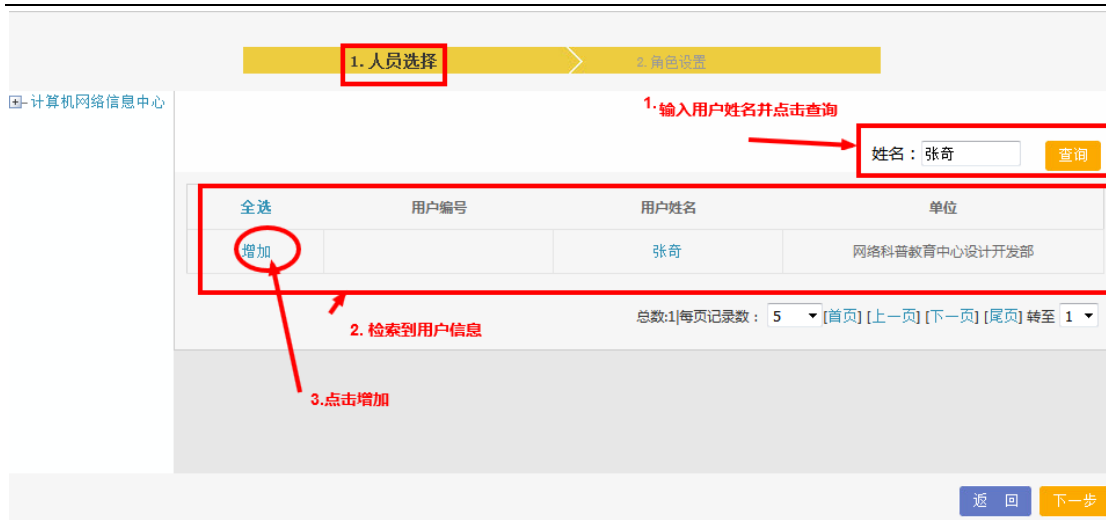 1. 人员选择
2. 角色设置
计算机网络信息中心
1. 输入用户姓名并点击查询
姓名：张奇 查询
全选 用户编号 用户姓名 单位
增加 张奇 网络科普教育中心设计开发部
总数:1|每页记录数： 5 [首页] [上一页] [下一页] [尾页] 转至 1
2. 检索到用户信息
3.点击增加
返 回 下一步